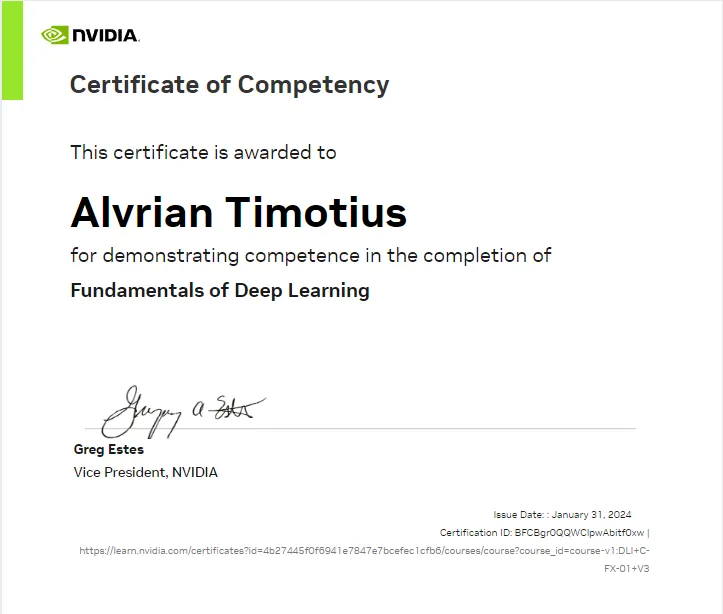 NVIDIA.
Certificate of Competency
This certificate is awarded to
Alvrian Timotius
for demonstrating competence in the completion of
Fundamentals of Deep Learning
Gregory A Estes
Greg Estes
Vice President, NVIDIA
Issue Date: : January 31, 2024
Certification ID: BFCBgr0QQWCIpwAbitf0xw |
https://learn.nvidia.com/certificates?id=4b27445f0f6941e7847e7bcefec1cfb6/courses/course?course_id=course-v1:DLI+C-
FX-01+V3